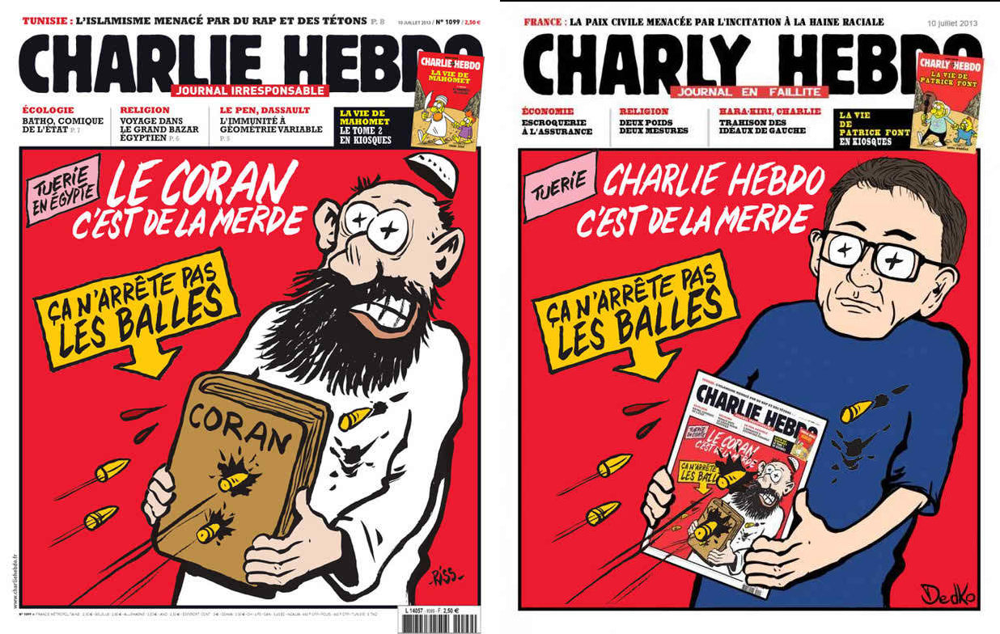 TUNISIE : L'ISLAMISME MENACÉ PAR DU RAP ET DES TÉTONS P. 8
10 JUILLET 2013 / N° 1099 / 2,50 €
CHARLIE HEBDO
JOURNAL IRRESPONSABLE
ÉCOLOGIE
BATHO, COMIQUE
DE L'ÉTAT P. 7
RELIGION
VOYAGE DANS
LE GRAND BAZAR
ÉGYPTIEN P. 6
LE PEN, DASSAULT
L'IMMUNITÉ À
GÉOMÉTRIE VARIABLE
P. 5
LA VIE DE
MAHOMET
LE TOME 2
EN KIOSQUES
CHARLIE HEBDO
LA VIE DE
MAHOMET
TUERIE
EN ÉGYPTE
LE CORAN
C'EST DE LA MERDE
ÇA N'ARRÊTE PAS
LES BALLES
CORAN
RISS
www.charliehebdo.fr
FRANCE : LA PAIX CIVILE MENACÉE PAR L'INCITATION À LA HAINE RACIALE
10 juillet 2013
CHARLY HEBDO
JOURNAL EN FAILLITE
ÉCONOMIE
ESCROQUERIE
À L'ASSURANCE
RELIGION
DEUX POIDS
DEUX MESURES
HARA-KIRI, CHARLIE
TRAHISON DES
IDÉAUX DE GAUCHE
LA VIE
DE
PATRICK FONT
EN KIOSQUES
CHARLY HEBDO
LA VIE DE
PATRICK FONT
TUERIE
CHARLIE HEBDO
C'EST DE LA MERDE
ÇA N'ARRÊTE PAS
LES BALLES
CHARLIE HEBDO
TUERIE
EN ÉGYPTE
LE CORAN
C'EST DE LA MERDE
ÇA N'ARRÊTE
LES BALL
DedKo